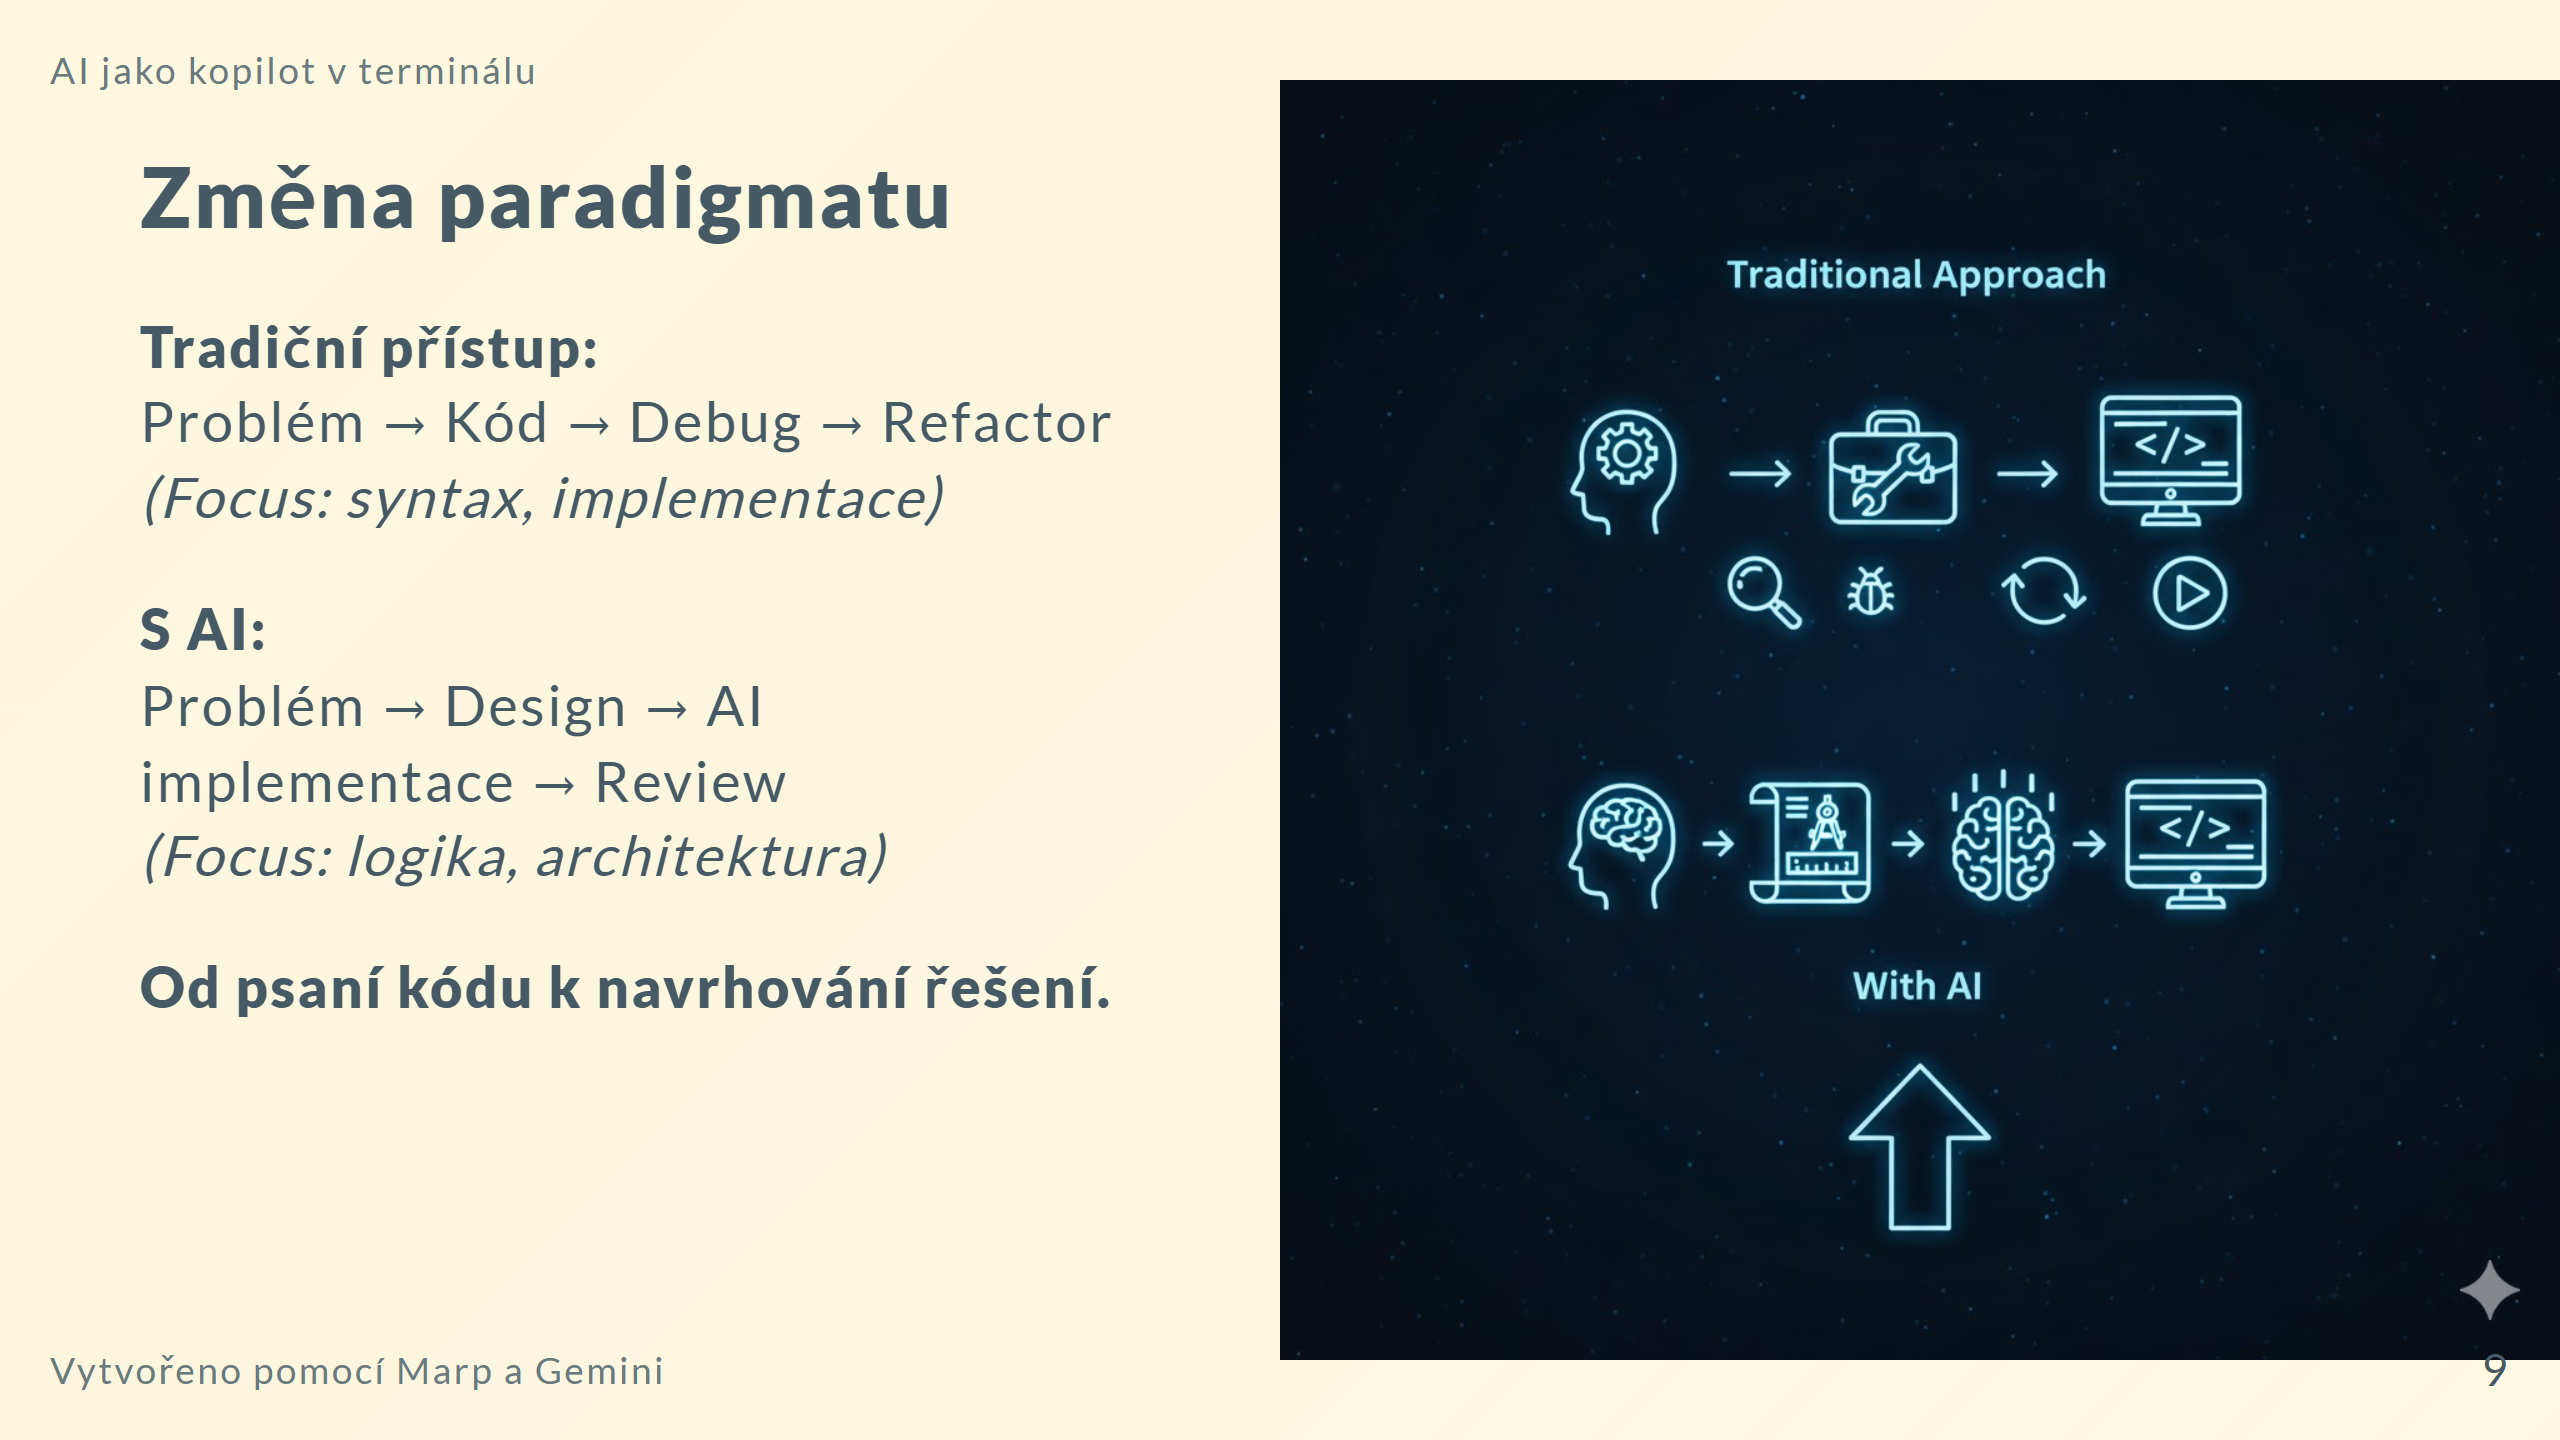 AI jako kopilot v terminálu
Změna paradigmatu
Tradiční přístup:
Problém → Kód → Debug → Refactor
(Focus: syntax, implementace)
S AI:
Problém → Design → AI
implementace → Review
(Focus: logika, architektura)
Od psaní kódu k navrhování řešení.
Traditional Approach
</>
</>
With AI
Vytvořeno pomocí Marp a Gemini
9